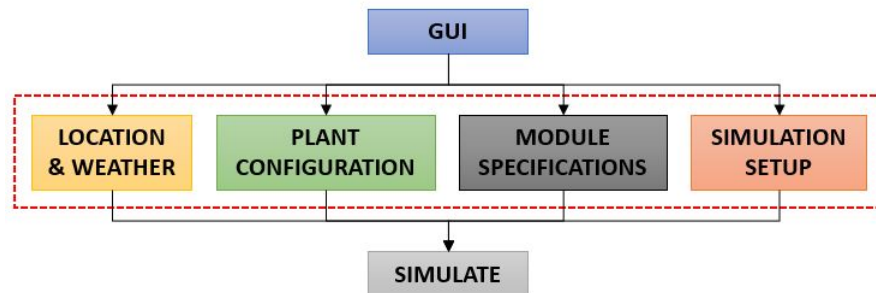 GUI
LOCATION
& WEATHER
PLANT
CONFIGURATION
MODULE
SPECIFICATIONS
SIMULATION
SETUP
SIMULATE